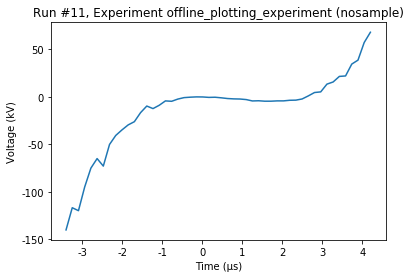 Run #11, Experiment offline_plotting_experiment (nosample)
50
0
-50
-100
-150
Voltage (kV)
-3 -2 -1 0 1 2 3 4
Time (μs)